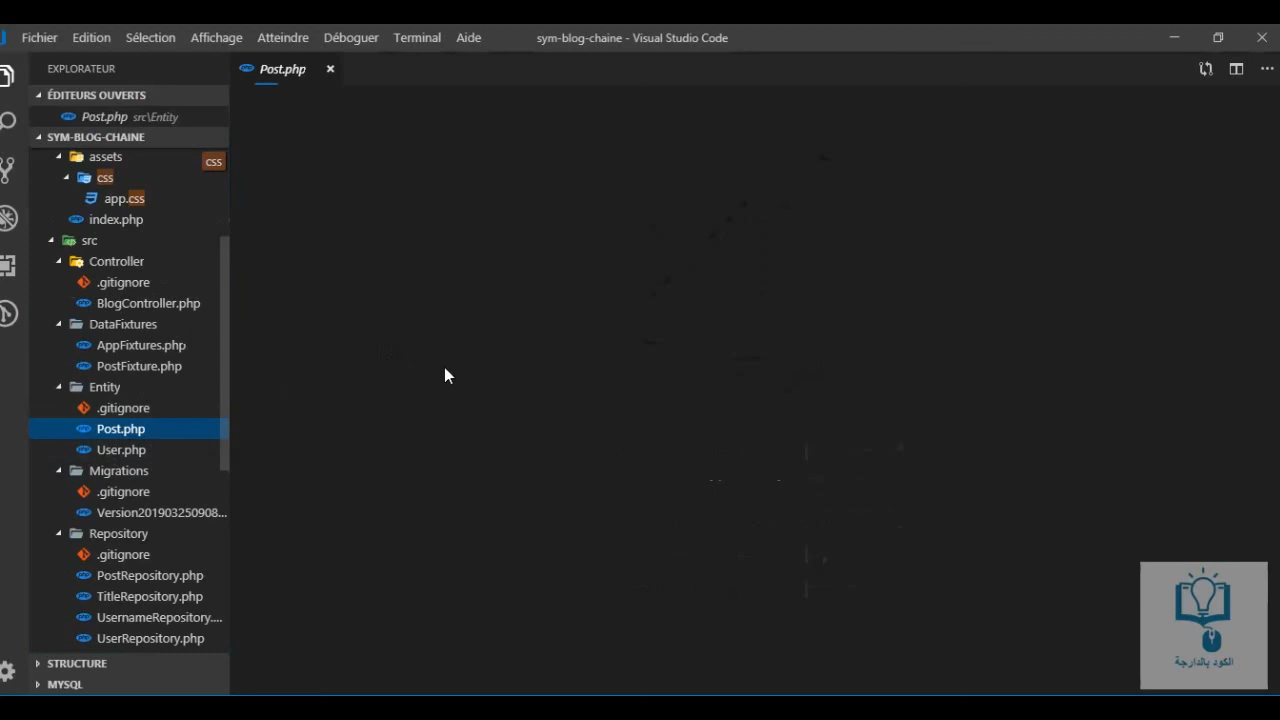 Fichier Edition Sélection Affichage Atteindre Déboguer Terminal Aide sym-blog-chaine - Visual Studio Code
EXPLORATEUR
Post.php
ÉDITEURS OUVERTS
Post.php src\Entity
SYM-BLOG-CHAINE
assets
css
css
app.css
index.php
src
Controller
.gitignore
BlogController.php
DataFixtures
AppFixtures.php
PostFixture.php
Entity
.gitignore
Post.php
User.php
Migrations
.gitignore
Version201903250908...
Repository
.gitignore
PostRepository.php
TitleRepository.php
UsernameRepository....
UserRepository.php
STRUCTURE
MYSQL
الكود بالدارجة